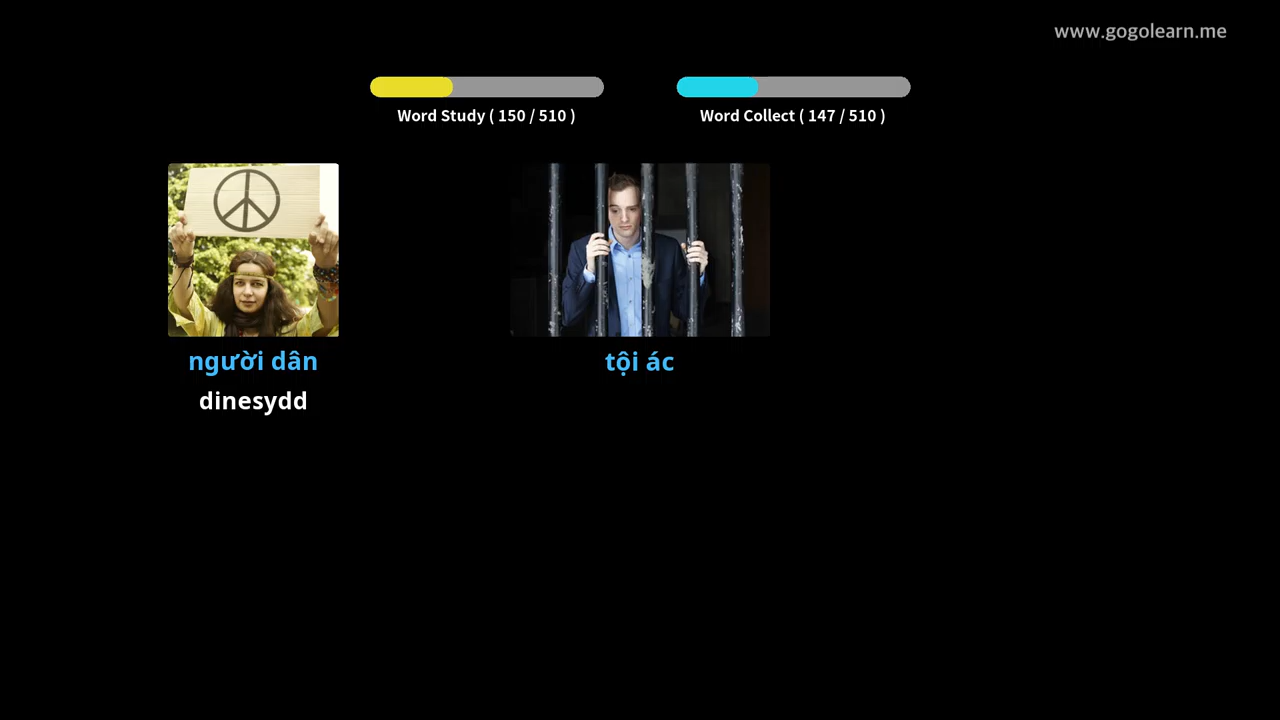 www.gogolearn.me
Word Study ( 150 / 510 )
Word Collect ( 147 / 510 )
người dân
tội ác
dinesydd